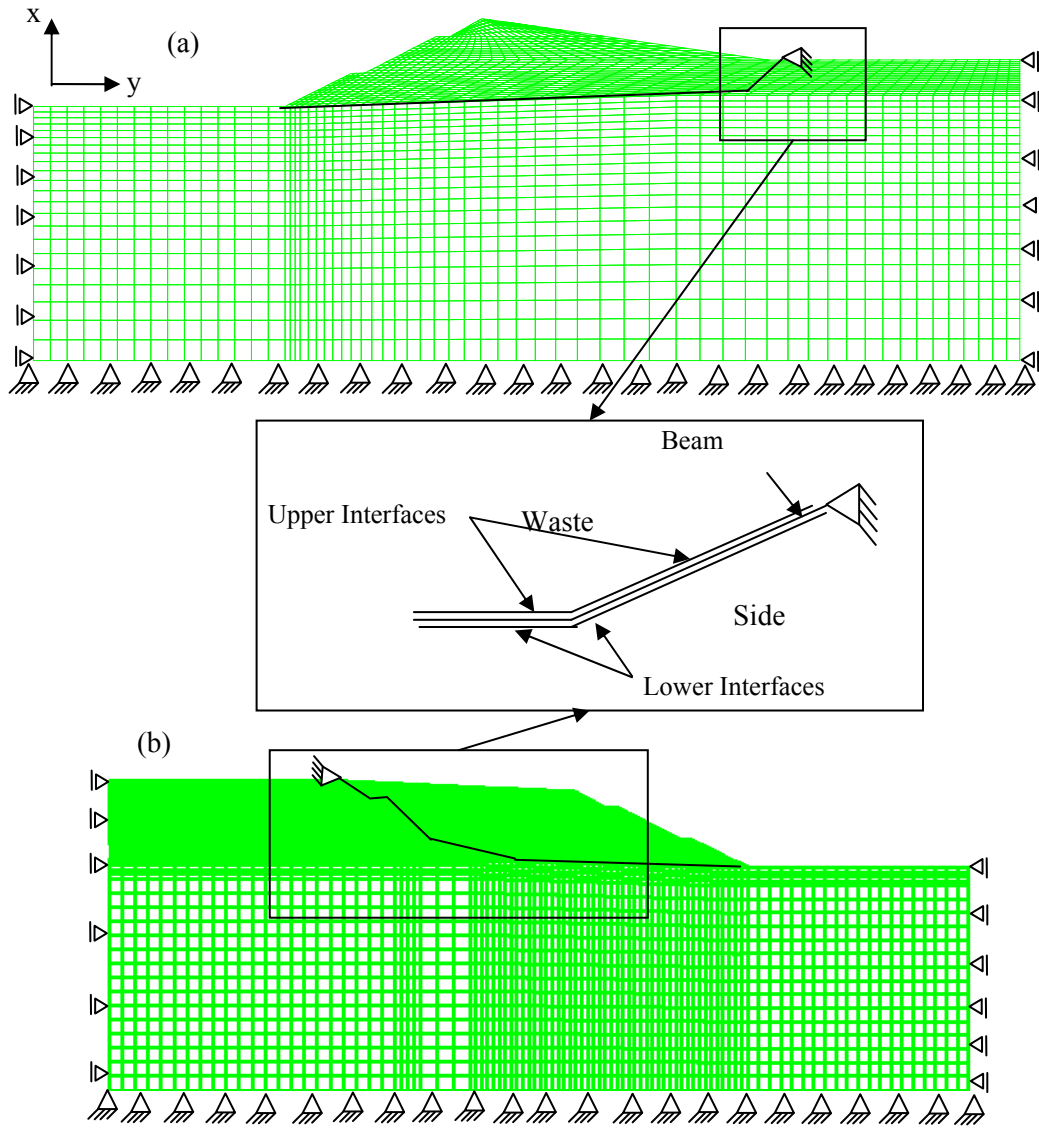 x
(a)
y
Beam
Upper Interfaces
Waste
Side
Lower Interfaces
(b)